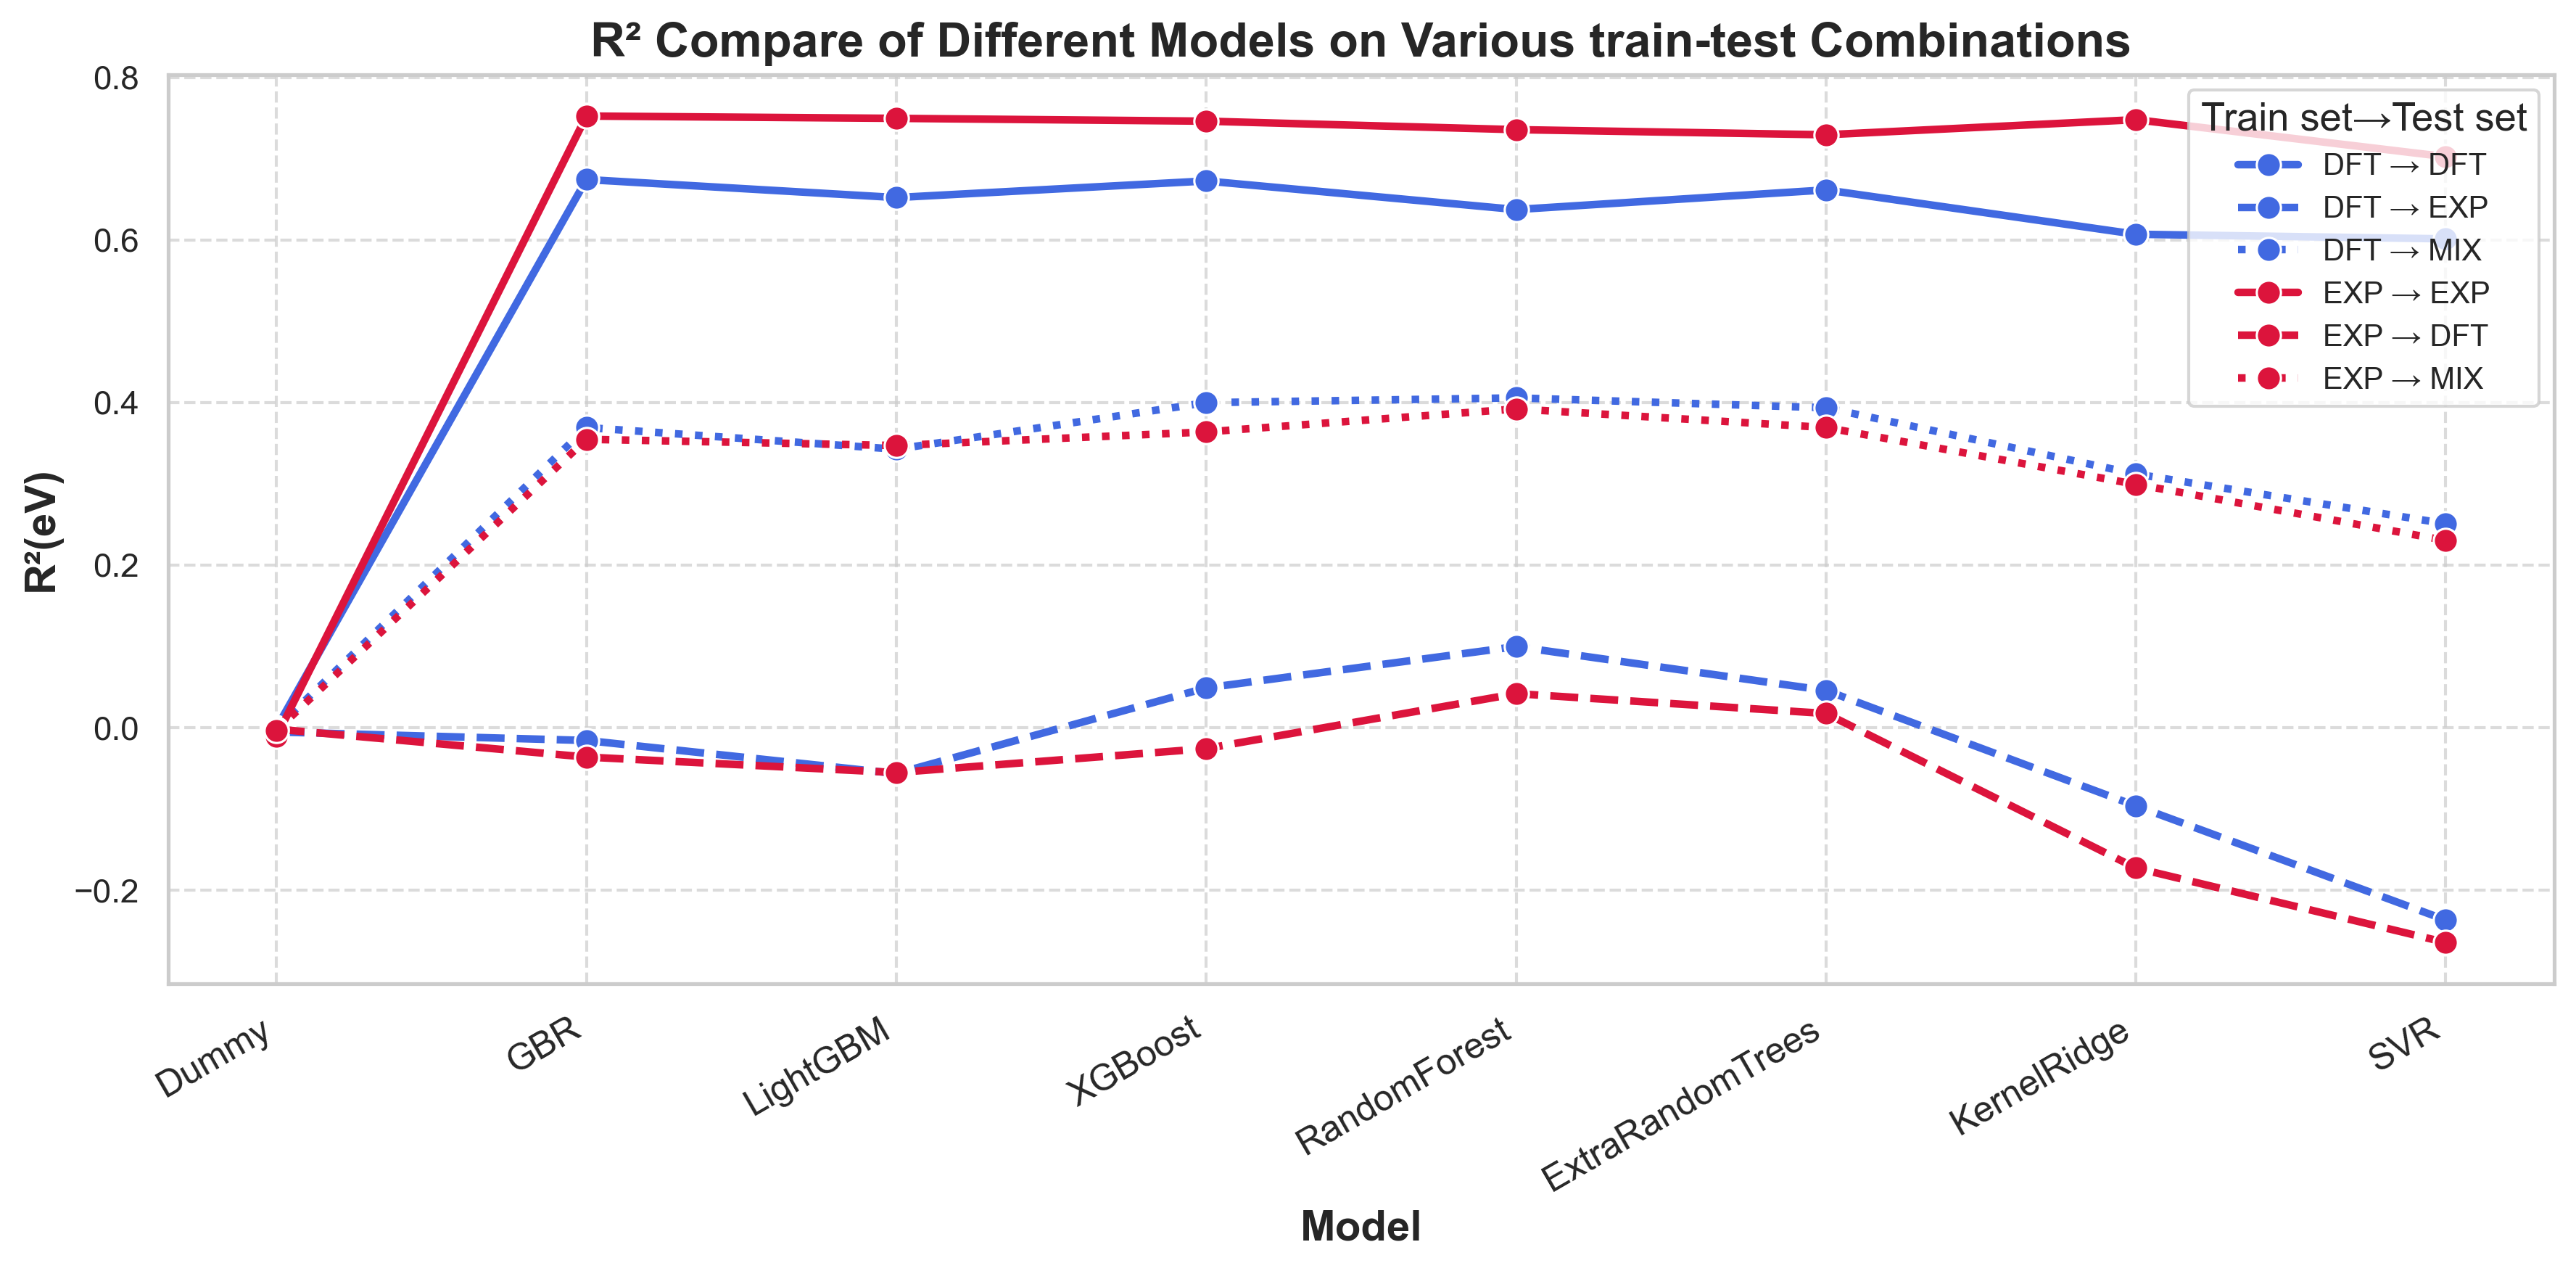 R² Compare of Different Models on Various train-test Combinations
0.8
0.6
0.4
0.2
0.0
−0.2
R²(eV)
Train set→Test set
DFT → DFT
DFT → EXP
DFT → MIX
EXP → EXP
EXP → DFT
EXP → MIX
Dummy
GBR
LightGBM
XGBoost
RandomForest
ExtraRandomTrees
KernelRidge
SVR
Model